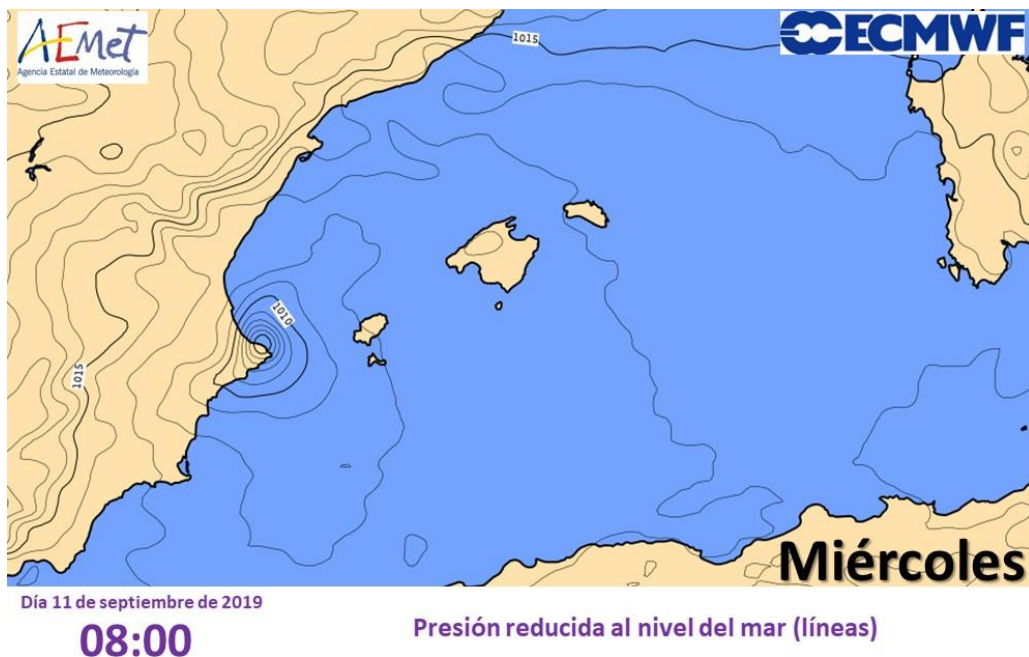 AEmet
Agencia Estatal de Meteorología
ECMWF
1015
1010
1015
Miércoles
Día 11 de septiembre de 2019
08:00
Presión reducida al nivel del mar (líneas)